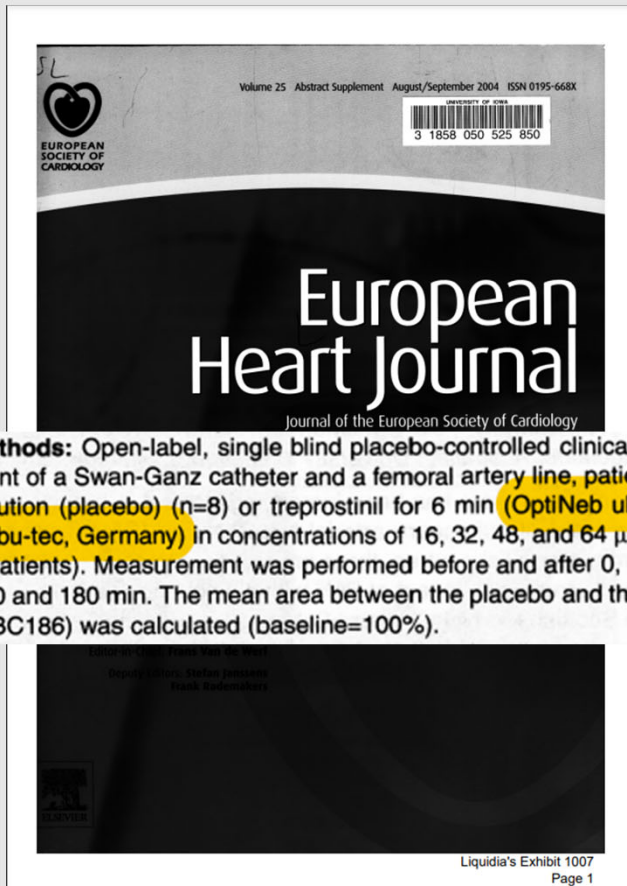 SL
Volume 25 Abstract Supplement August/September 2004 ISSN 0195-668X
UNIVERSITY OF IOWA
3 1858 050 525 850
EUROPEAN
SOCIETY OF
CARDIOLOGY
European
Heart Journal
Journal of the European Society of Cardiology
thods: Open-label, single blind placebo-controlled clinica
nt of a Swan-Ganz catheter and a femoral artery line, patie
ution (placebo) (n=8) or treprostinil for 6 min (OptiNeb ul
bu-tec, Germany) in concentrations of 16, 32, 48, and 64 μ
atients). Measurement was performed before and after 0,
0 and 180 min. The mean area between the placebo and th
BC186) was calculated (baseline=100%).
Editor-in-Chief: Frans Van de Werf
Deputy Editors: Stefan Janssens
Frank Rademakers
ELSEVIER
Liquidia's Exhibit 1007
Page 1